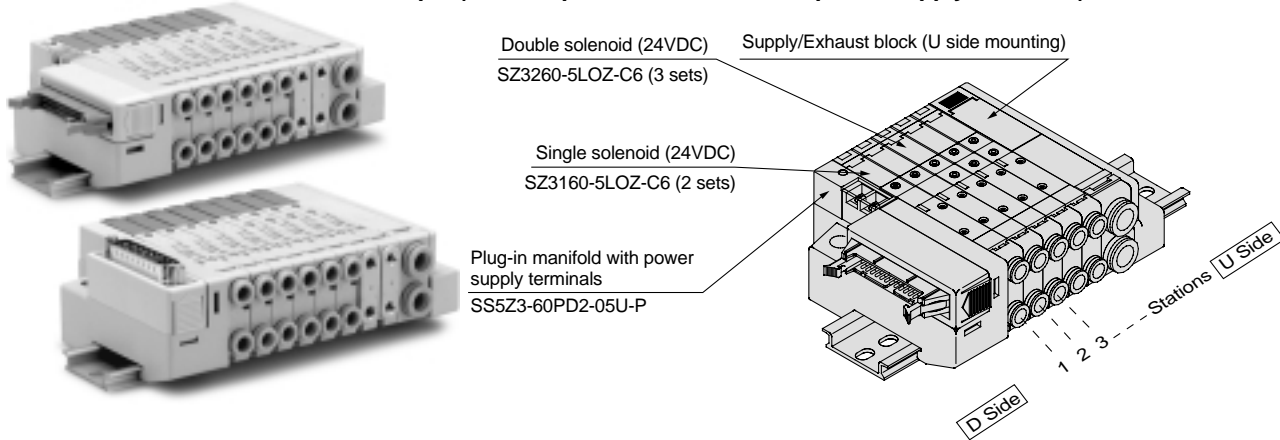 Double solenoid (24VDC)
SZ3260-5LOZ-C6 (3 sets)
Supply/Exhaust block (U side mounting)
Single solenoid (24VDC)
SZ3160-5LOZ-C6 (2 sets)
Plug-in manifold with power
supply terminals
SS5Z3-60PD2-05U-P
1 2 3 Stations U Side
D Side